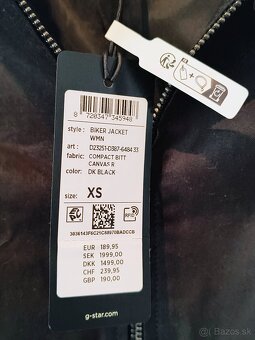 8 720347 345948
style : BIKER JACKET
WMN
art : D23251-D387-6484 33
fabric: COMPACT BITT
CANVAS R
color: DK BLACK
size: XS
RFID
EUR 189,95
SEK 1999,00
DKK 1499,00
CHF 239,95
GBP 190,00
g-star.com
Bazos.sk